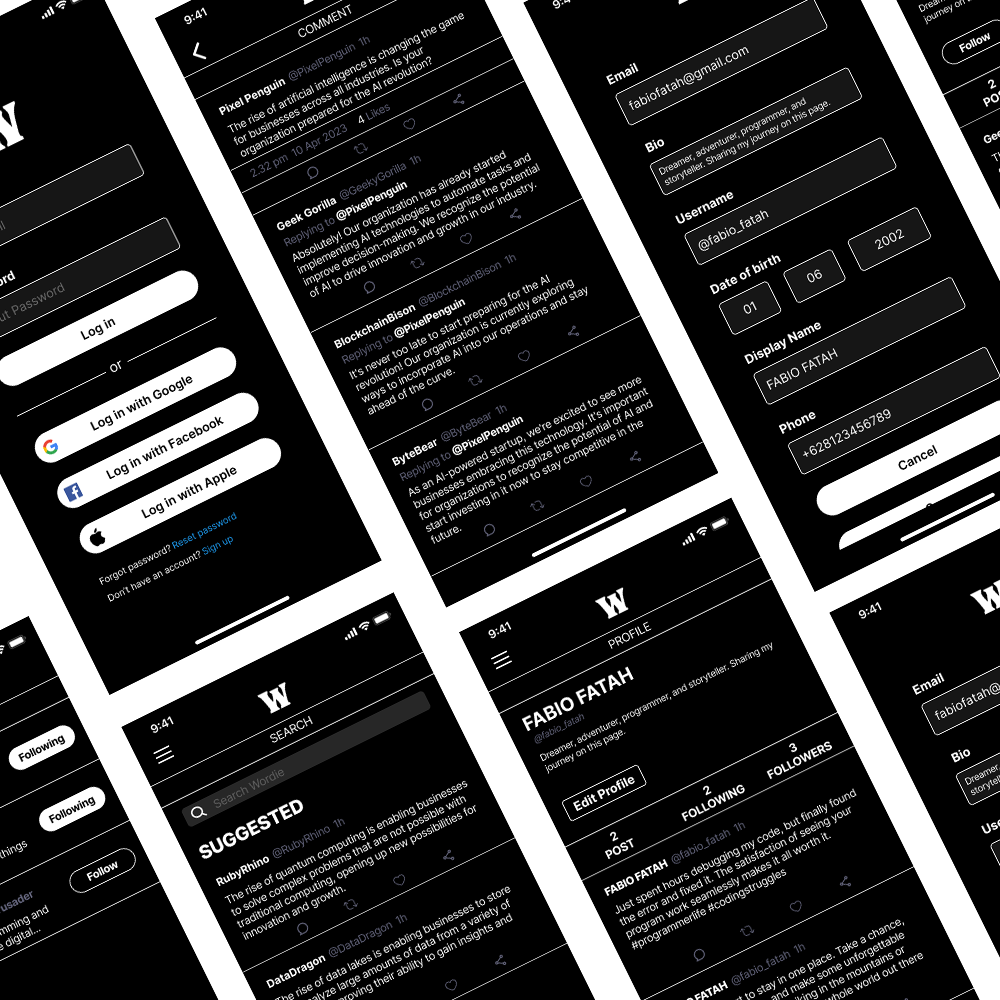 W
Log in
or
Log in with Google
Log in with Facebook
Log in with Apple
Forgot password? Reset password
Don't have an account? Sign up
9:41
COMMENT
Pixel Penguin @PixelPenguin 1h
The rise of artificial intelligence is changing the game
for businesses across all industries. Is your
organization prepared for the AI revolution?
2.32 pm 10 Apr 2023 4 Likes
Geek Gorilla @GeekyGorilla 1h
Replying to @PixelPenguin
Absolutely! Our organization has already started
implementing AI technologies to automate tasks and
improve decision-making. We recognize the potential
of AI to drive innovation and growth in our industry.
BlockchainBison @BlockchainBison 1h
Replying to @PixelPenguin
It's never too late to start preparing for the AI
revolution! Our organization is currently exploring
ways to incorporate AI into our operations and stay
ahead of the curve.
ByteBear @ByteBear 1h
Replying to @PixelPenguin
As an AI-powered startup, we're excited to see more
businesses embracing this technology. It's important
for organizations to recognize the potential of AI and
start investing in it now to stay competitive in the
future.
Email
fabiofatah@gmail.com
Bio
Dreamer, adventurer, programmer, and
storyteller. Sharing my journey on this page.
Username
@fabio_fatah
Date of birth
01 06 2002
Display Name
FABIO FATAH
Phone
+628123456789
Cancel
journey on this
Follow
2
Following
Following
things
Follow
mming and
e digital...
9:41
W
SEARCH
Search Wordie
SUGGESTED
RubyRhino @RubyRhino 1h
The rise of quantum computing is enabling businesses
to solve complex problems that are not possible with
traditional computing, opening up new possibilities for
innovation and growth.
DataDragon @DataDragon 1h
The rise of data lakes is enabling businesses to store
analyze large amounts of data from a variety of
proving their ability to gain insights and
9:41
W
PROFILE
FABIO FATAH
@fabio_fatah
Dreamer, adventurer, programmer, and storyteller. Sharing my
journey on this page.
Edit Profile
2
POST
2
FOLLOWING
3
FOLLOWERS
FABIO FATAH @fabio_fatah 1h
Just spent hours debugging my code, but finally found
the error and fixed it. The satisfaction of seeing your
program work seamlessly makes it all worth it.
#programmerlife #codingstruggles
FATAH @fabio_fatah 1h
t to stay in one place. Take a chance,
and make some unforgettable
living in the mountains or
whole world out there
9:41
W
Email
fabiofatah@
Bio
Dreamer,